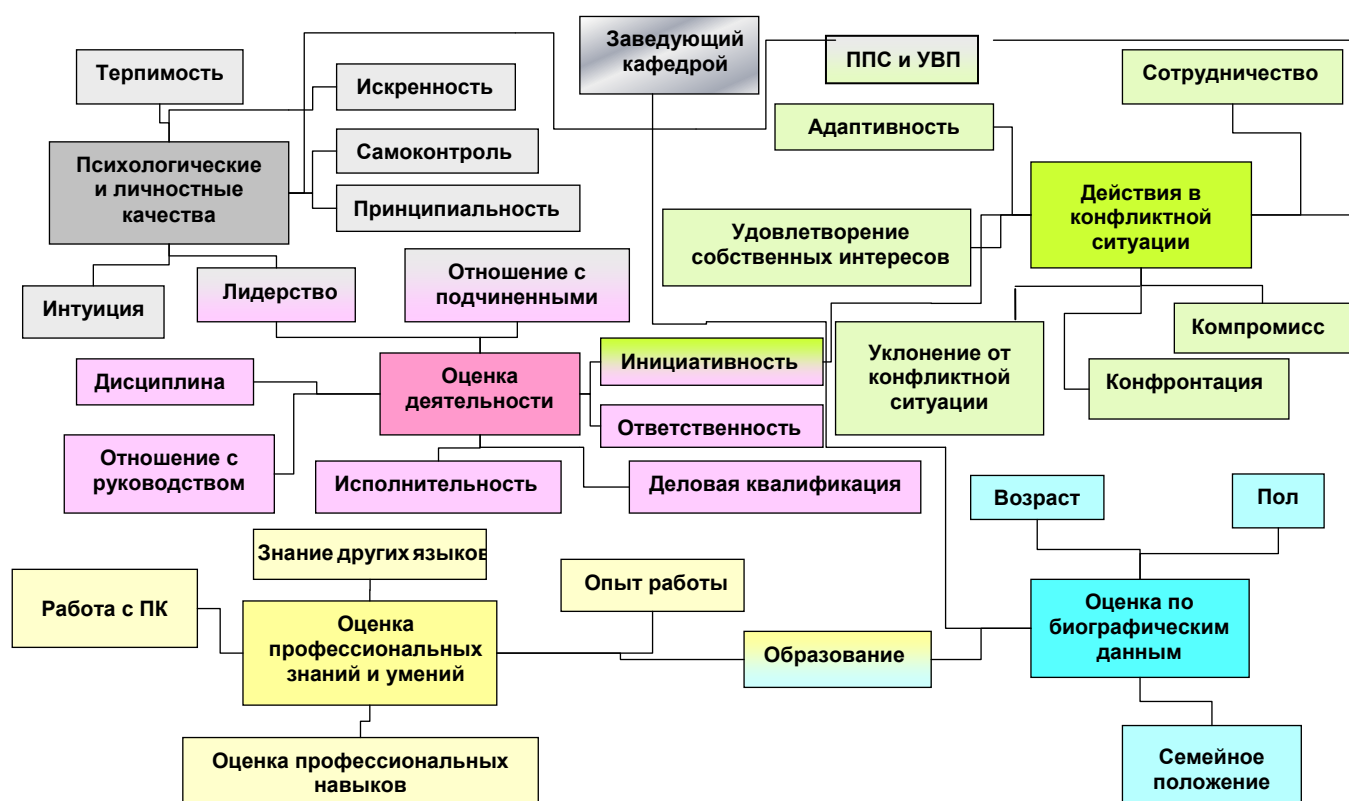 Заведующий
кафедрой
ППС и УВП
Терпимость
Искренность
Сотрудничество
Адаптивность
Самоконтроль
Психологические
и личностные
качества
Принципиальность
Действия в
конфликтной
ситуации
Удовлетворение
собственных интересов
Отношение с
подчиненными
Интуиция
Лидерство
Компромисс
Уклонение от
конфликтной
ситуации
Инициативность
Конфронтация
Дисциплина
Оценка
деятельности
Ответственность
Отношение с
руководством
Исполнительность
Деловая квалификация
Возраст
Пол
Знание других языков
Опыт работы
Работа с ПК
Оценка
профессиональных
знаний и умений
Образование
Оценка по
биографическим
данным
Оценка профессиональных
навыков
Семейное
положение